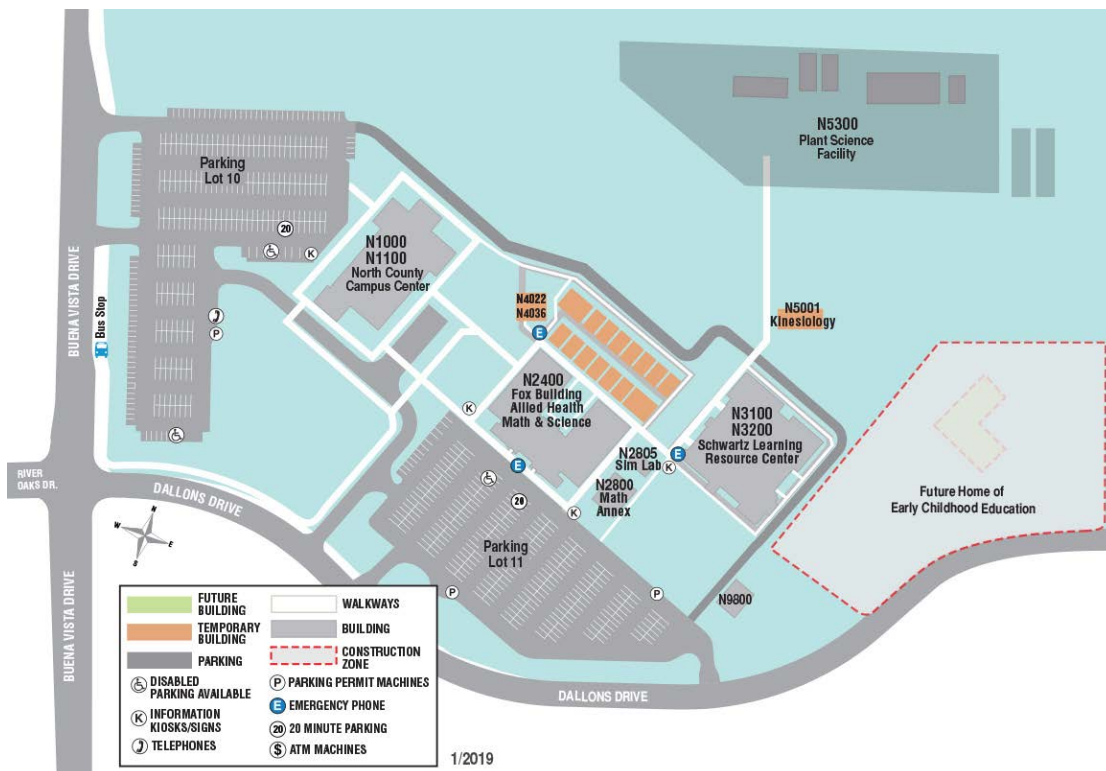 N5300
Plant Science
Facility
Parking
Lot 10
20
K
N1000
N1100
North County
Campus Center
BUENA VISTA DRIVE
Bus Stop
P
N4022
N4036
E
N5001
Kinesiology
N2400
Fox Building
Allied Health
Math & Science
K
N3100
N3200
Schwartz Learning
Resource Center
N2805
Sim Lab
E
K
N2800
Math
Annex
E
20
K
Future Home of
Early Childhood Education
RIVER
OAKS DR.
DALLONS DRIVE
N
W
E
S
Parking
Lot 11
P
P
N9800
BUENA VISTA DRIVE
DALLONS DRIVE
FUTURE
BUILDING
TEMPORARY
BUILDING
PARKING
DISABLED
PARKING AVAILABLE
K INFORMATION
KIOSKS/SIGNS
TELEPHONES
WALKWAYS
BUILDING
CONSTRUCTION
ZONE
P PARKING PERMIT MACHINES
E EMERGENCY PHONE
20 20 MINUTE PARKING
$ ATM MACHINES
1/2019